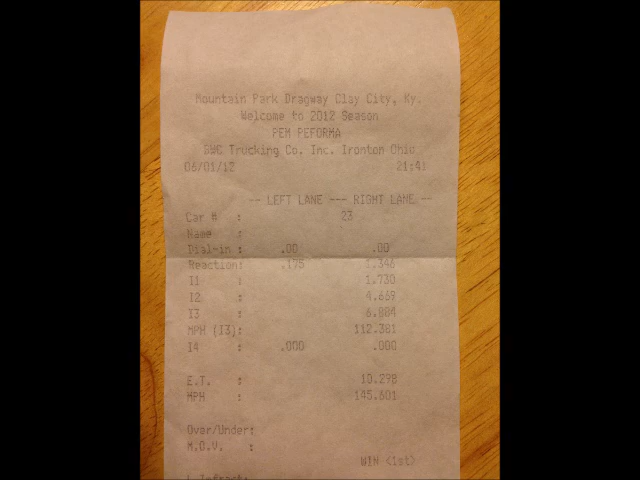 Mountain Park Dragway Clay City, Ky.
Welcome to 2012 Season
PEM PEFORMA
Trucking Co. Inc. Ironton Ohio
06/01/12 21:41
-- LEFT LANE --- RIGHT LANE --
Car # : 23
Name :
Dial-in : .00 .00
Reaction: .175 1.346
I1 : 1.730
I2 : 4.669
I3 : 6.884
MPH (I3): 112.381
I4 : .000 .000
E.T. : 10.298
MPH : 145.601
Over/Under:
M.O.V. :
WIN (1st)